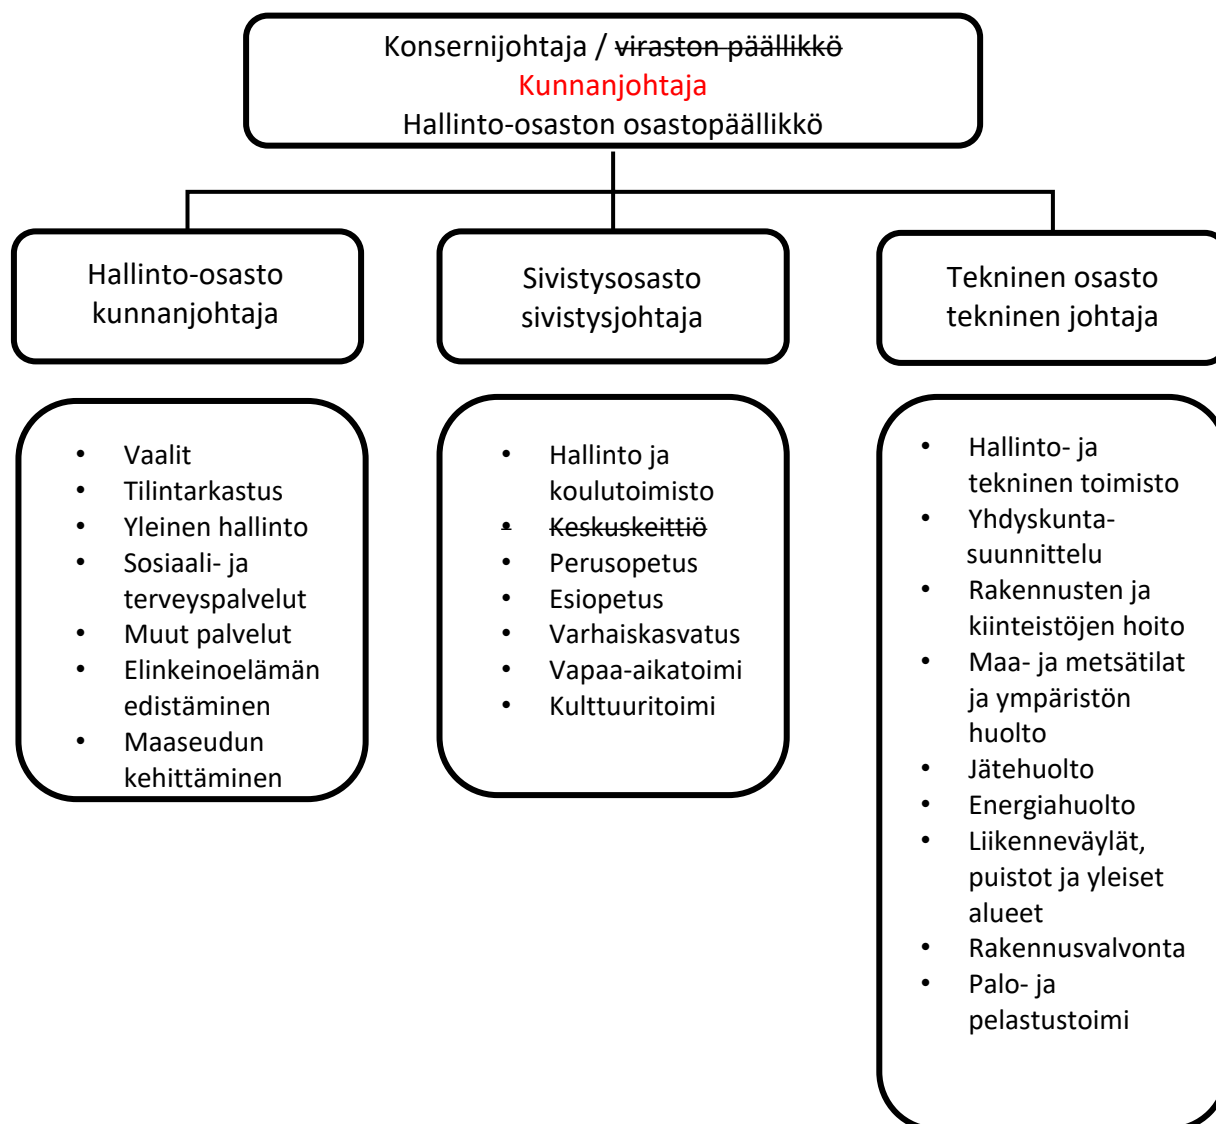 Konsernijohtaja / viraston päällikkö
Kunnanjohtaja
Hallinto-osaston osastopäällikkö
Hallinto-osasto
kunnanjohtaja
Sivistysosasto
sivistysjohtaja
Tekninen osasto
tekninen johtaja
• Vaalit
• Tilintarkastus
• Yleinen hallinto
• Sosiaali- ja
terveyspalvelut
• Muut palvelut
• Elinkeinoelämän
edistäminen
• Maaseudun
kehittäminen
• Hallinto ja
koulutoimisto
• Keskuskeittiö
• Perusopetus
• Esiopetus
• Varhaiskasvatus
• Vapaa-aikatoimi
• Kulttuuritoimi
• Hallinto- ja
tekninen toimisto
• Yhdyskunta-
suunnittelu
• Rakennusten ja
kiinteistöjen hoito
• Maa- ja metsätilat
ja ympäristön
huolto
• Jätehuolto
• Energiahuolto
• Liikenneväylät,
puistot ja yleiset
alueet
• Rakennusvalvonta
• Palo- ja
pelastustoimi